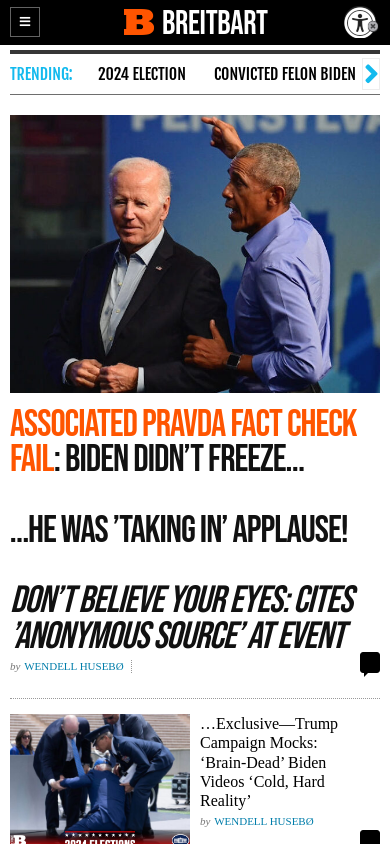 BREITBART
TRENDING: 2024 ELECTION CONVICTED FELON BIDEN
PENNSYLVA
ASSOCIATED PRAVDA FACT CHECK
FAIL: BIDEN DIDN’T FREEZE…
…HE WAS ’TAKING IN’ APPLAUSE!
DON’T BELIEVE YOUR EYES: CITES
’ANONYMOUS SOURCE’ AT EVENT
by WENDELL HUSEBØ
…Exclusive—Trump
Campaign Mocks:
‘Brain-Dead’ Biden
Videos ‘Cold, Hard
Reality’
by WENDELL HUSEBØ
B
2024 ELECTIONS